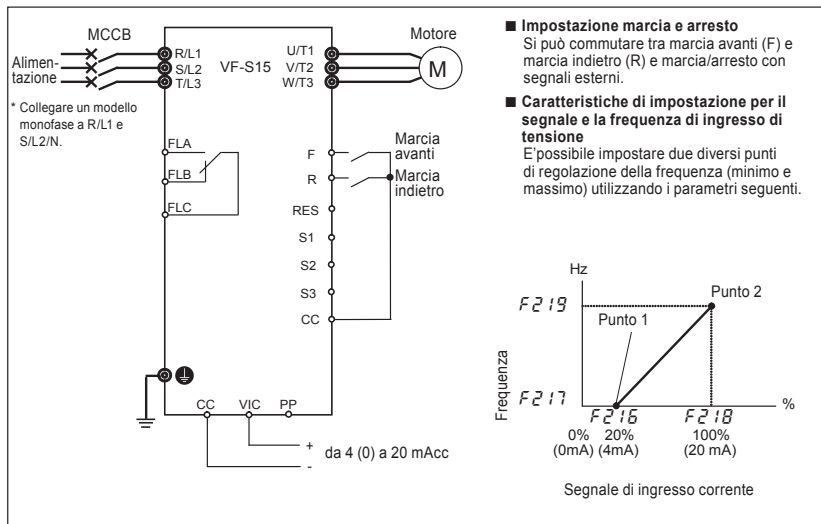 MCCB
Alimen-
tazione
R/L1
S/L2
T/L3
VF-S15
U/T1
V/T2
W/T3
Motore
M
* Collegare un modello
monofase a R/L1 e
S/L2/N.
FLA
FLB
FLC
F
R
RES
S1
S2
S3
CC
Marcia
avanti
Marcia
indietro
CC
VIC
PP
+
-
da 4 (0) a 20 mAcc
■ Impostazione marcia e arresto
Si può commutare tra marcia avanti (F) e
marcia indietro (R) e marcia/arresto con
segnali esterni.
■ Caratteristiche di impostazione per il
segnale e la frequenza di ingresso di
tensione
E'possibile impostare due diversi punti
di regolazione della frequenza (minimo e
massimo) utilizzando i parametri seguenti.
Hz
F219
Punto 2
Punto 1
Frequenza
F217
F216
F218
%
0%
20%
100%
(0mA) (4mA)
(20 mA)
Segnale di ingresso corrente